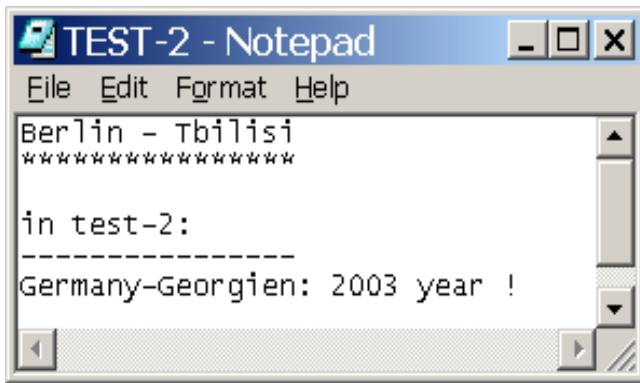 TEST-2 - Notepad
File Edit Format Help
Berlin - Tbilisi
****************
in test-2:
----------------
Germany-Georgien: 2003 year !